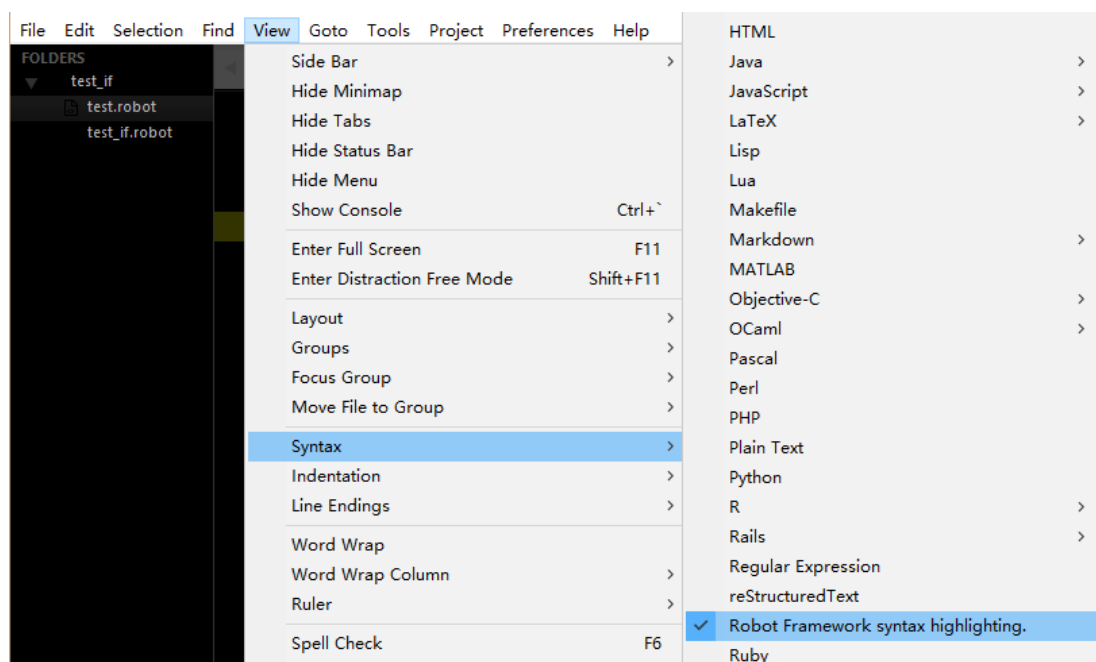 File Edit Selection Find View Goto Tools Project Preferences Help
FOLDERS
test_if
test.robot
test_if.robot
Side Bar
Hide Minimap
Hide Tabs
Hide Status Bar
Hide Menu
Show Console Ctrl+`
Enter Full Screen F11
Enter Distraction Free Mode Shift+F11
Layout
Groups
Focus Group
Move File to Group
Syntax
Indentation
Line Endings
Word Wrap
Word Wrap Column
Ruler
Spell Check F6
HTML
Java
JavaScript
LaTeX
Lisp
Lua
Makefile
Markdown
MATLAB
Objective-C
OCaml
Pascal
Perl
PHP
Plain Text
Python
R
Rails
Regular Expression
reStructuredText
Robot Framework syntax highlighting.
Ruby